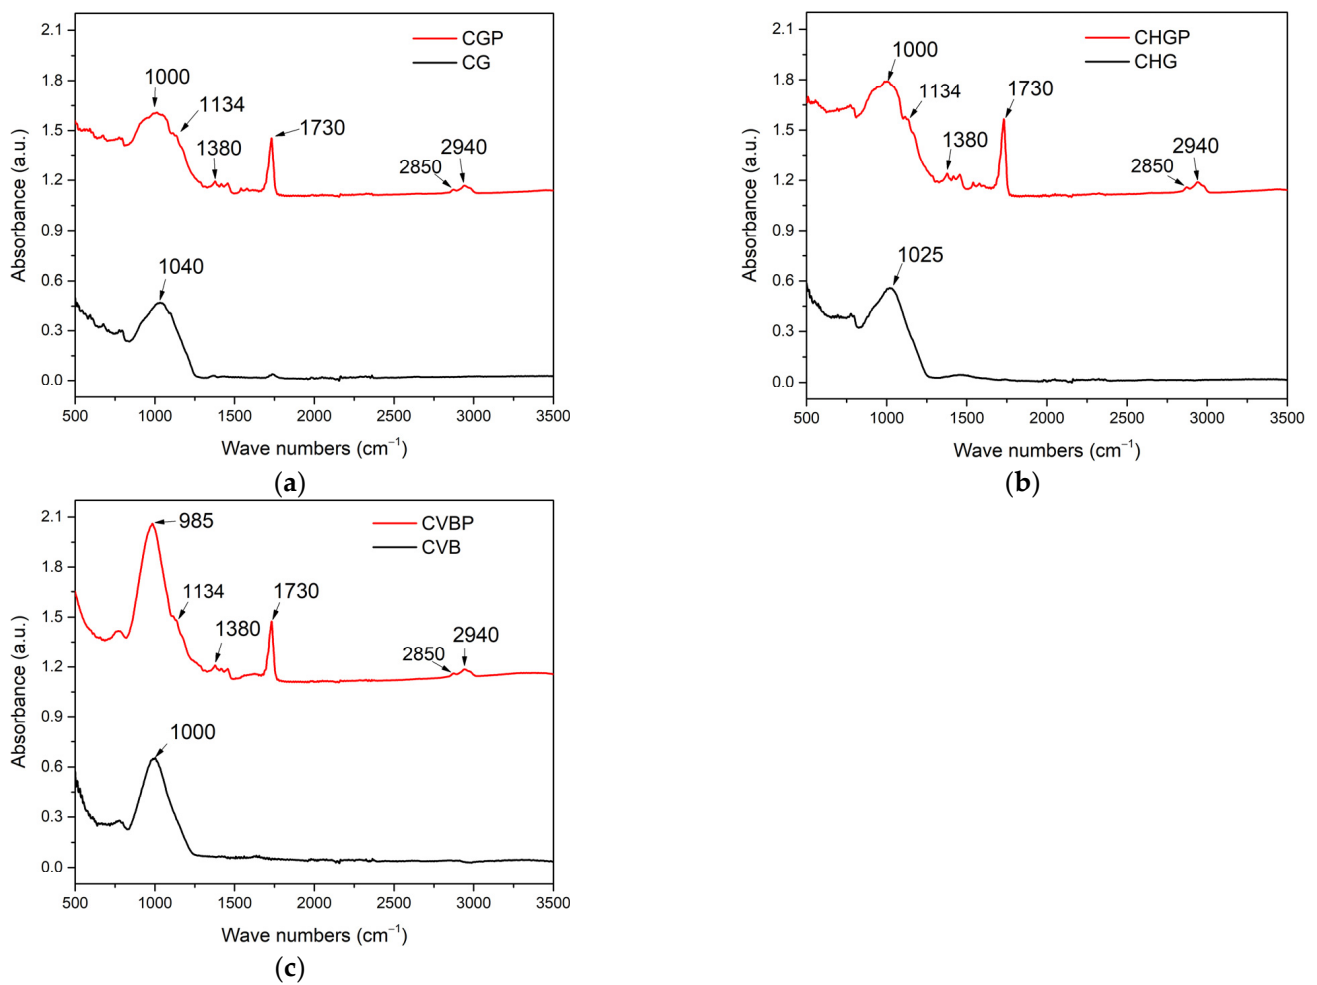 2.1
1.8
1.5
1.2
0.9
0.6
0.3
0.0
Absorbance (a.u.)
CGP
CG
1000
1134
1380
1730
2850
2940
1040
500 1000 1500 2000 2500 3000 3500
Wave numbers (cm⁻¹)
(a)
2.1
1.8
1.5
1.2
0.9
0.6
0.3
0.0
Absorbance (a.u.)
CHGP
CHG
1000
1134
1380
1730
2850
2940
1025
500 1000 1500 2000 2500 3000 3500
Wave numbers (cm⁻¹)
(b)
2.1
1.8
1.5
1.2
0.9
0.6
0.3
0.0
Absorbance (a.u.)
CVBP
CVB
985
1134
1380
1730
2850
2940
1000
500 1000 1500 2000 2500 3000 3500
Wave numbers (cm⁻¹)
(c)